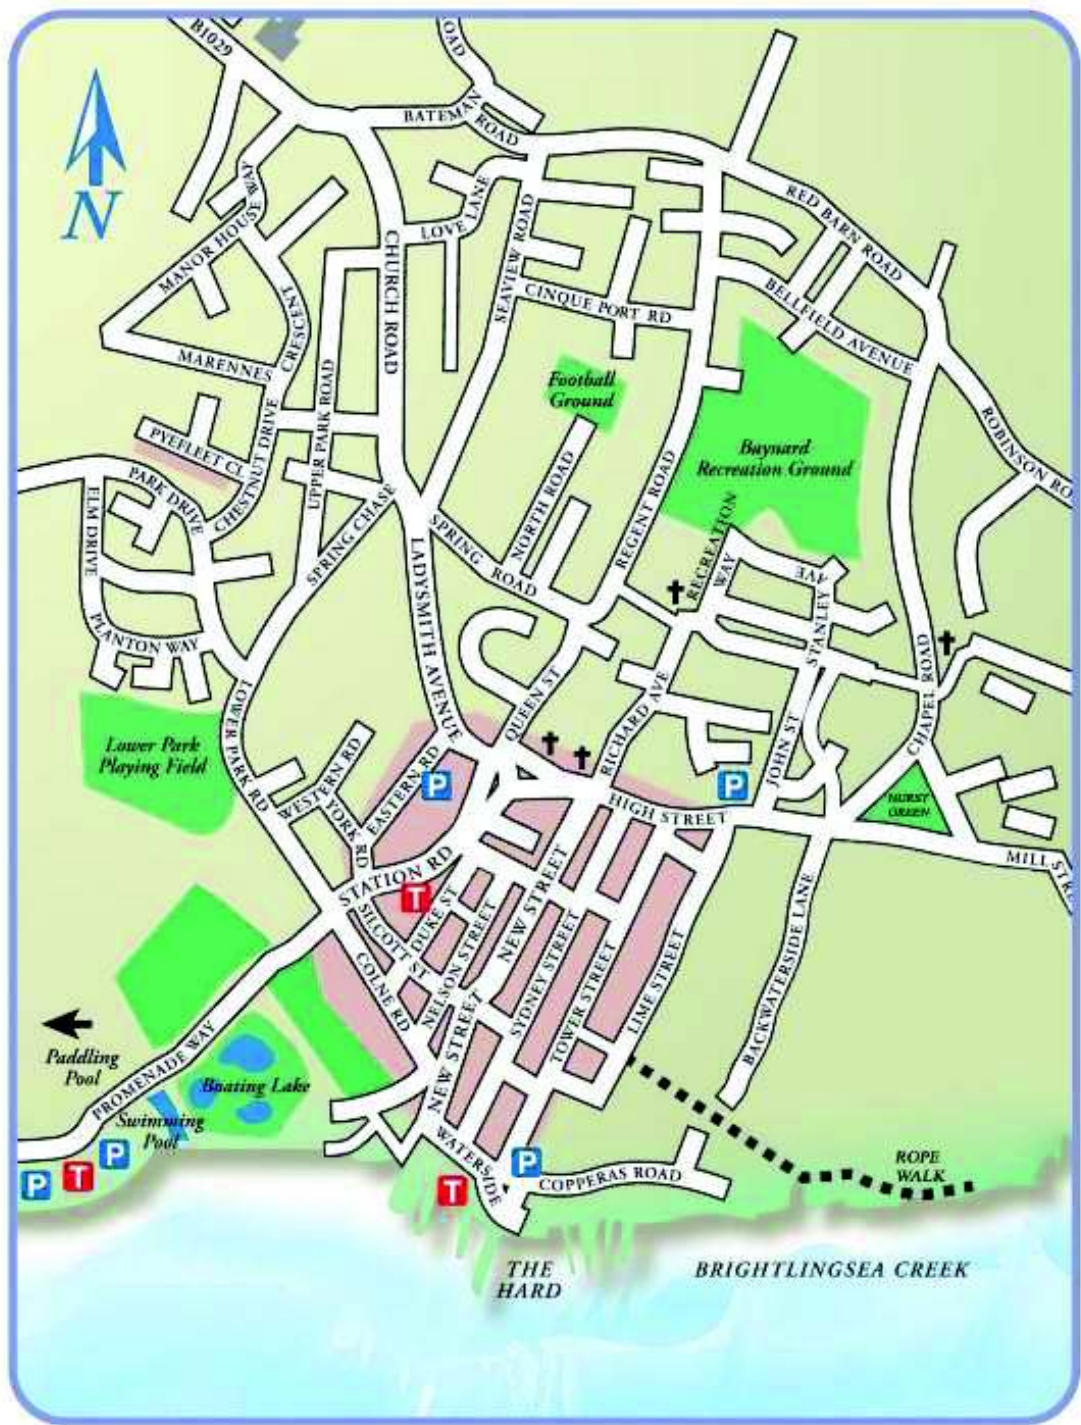 B1029
OAD
BATEMAN
ROAD
N
MANOR HOUSE WAY
LOVE LANE
RED BARN ROAD
SEAVIEW ROAD
CHURCH ROAD
CRESCENT
CINQUE PORT RD
BELLFIELD AVENUE
MARENNES
UPPER PARK ROAD
Football
Ground
ROBINSON RO
PYEFLEET CL
CHESTNUT DRIVE
Baynard
Recreation Ground
PARK DRIVE
ELM DRIVE
SPRING CHASE
SPRING ROAD
NORTH ROAD
REGENT ROAD
RECREATION
WAY
AVE
STANLEY
LADYSMITH AVENUE
PLANTON WAY
CHAPEL ROAD
QUEEN ST
RICHARD AVE
LOWER PARK RD
Lower Park
Playing Field
JOHN ST
WESTERN RD
YORK RD
EASTERN RD
P
P
HIGH STREET
HURST
GREEN
MILL STR
STATION RD
T
SILCOTT ST
DUKE ST
NELSON STREET
NEW STREET
SYDNEY STREET
TOWER STREET
LIME STREET
BACKWATERSIDE LANE
COLNE RD
NEW STREET
Paddling
Pool
PROMENADE WAY
Boating Lake
Swimming
Pool
P
T
P
WATERSIDE
P
T
COPPERAS ROAD
ROPE
WALK
THE
HARD
BRIGHTLINGSEA CREEK